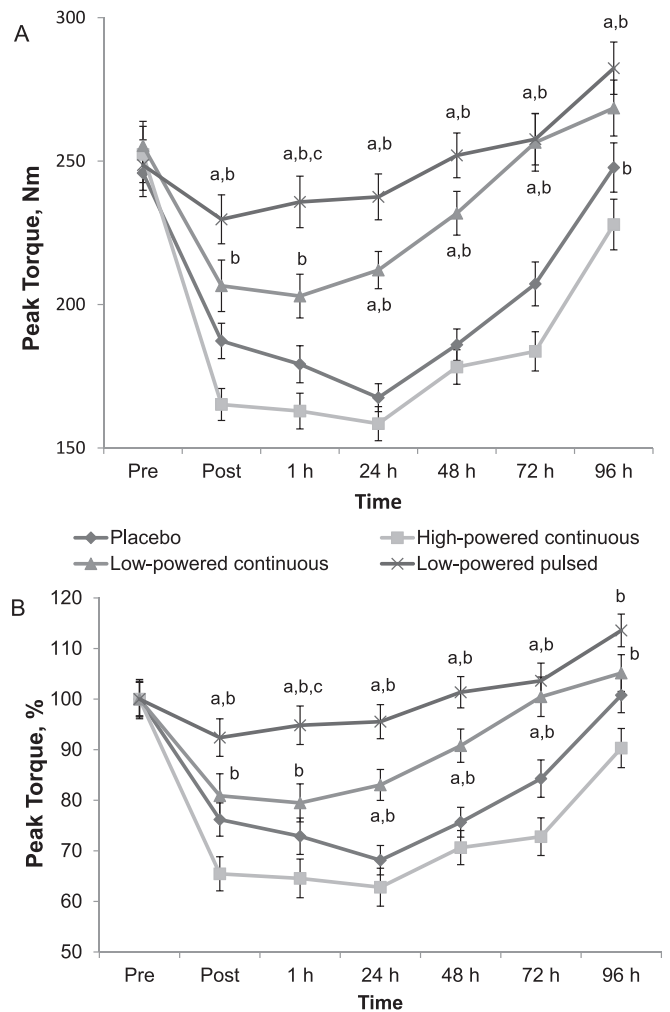 A
300
250
200
150
Peak Torque, Nm
a,b
a,b
a,b
a,b,c
a,b
a,b
b
b
b
a,b
a,b
a,b
Pre Post 1 h 24 h 48 h 72 h 96 h
Time
Placebo High-powered continuous
Low-powered continuous Low-powered pulsed
B
120
110
100
90
80
70
60
50
Peak Torque, %
b
a,b
a,b
b
a,b
a,b,c
a,b
b
b
a,b
a,b
a,b
Pre Post 1 h 24 h 48 h 72 h 96 h
Time